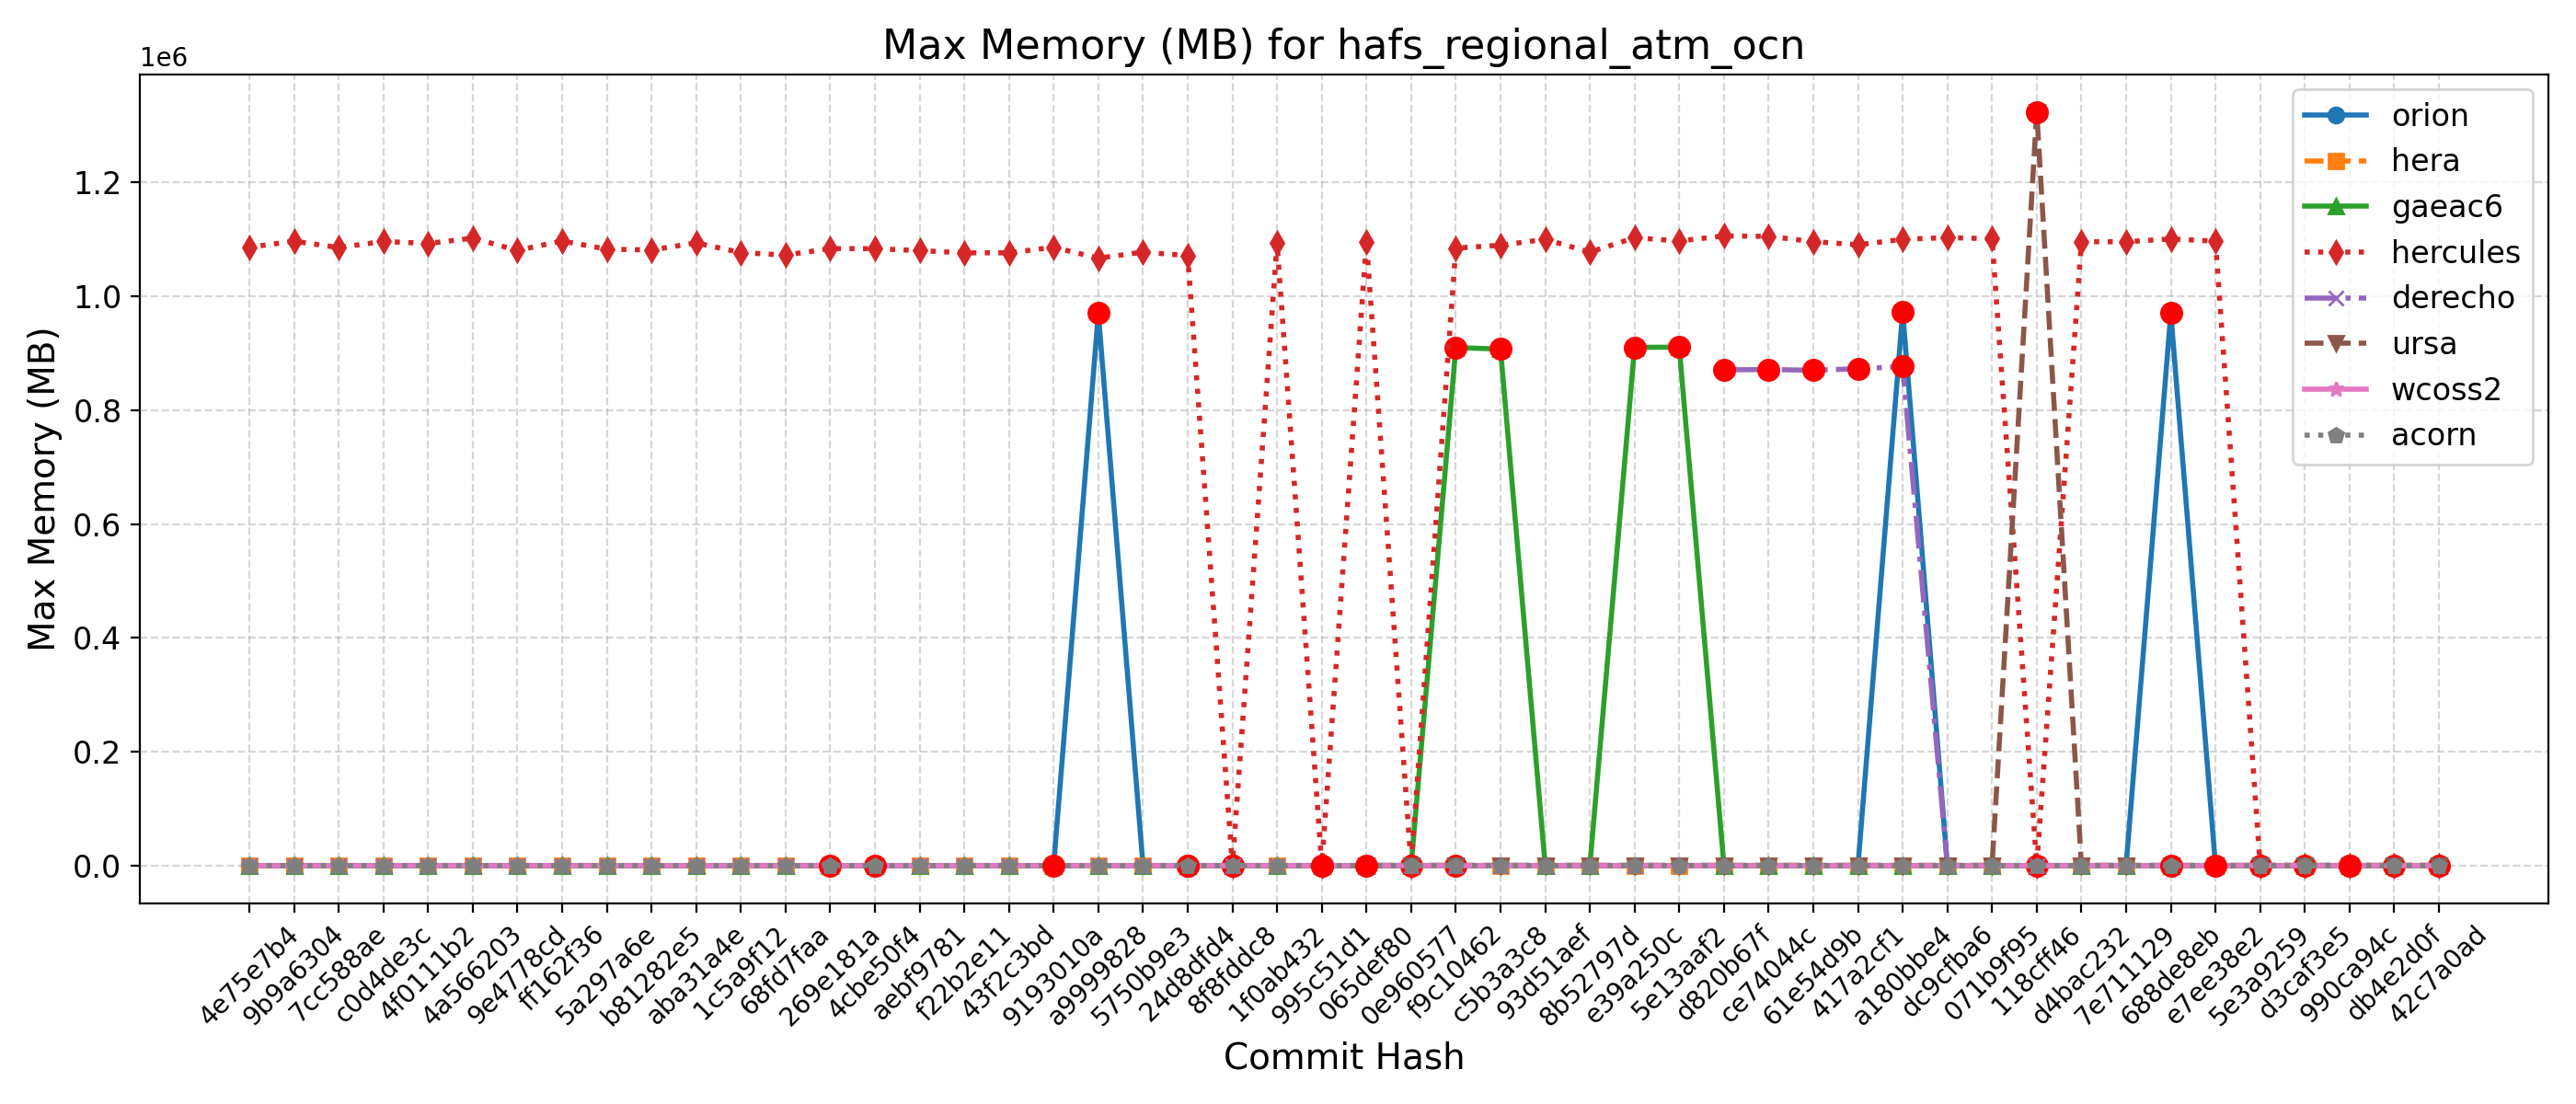 Max Memory (MB) for hafs_regional_atm_ocn
1e6
1.2
1.0
0.8
0.6
0.4
0.2
0.0
Max Memory (MB)
orion
hera
gaeac6
hercules
derecho
ursa
wcoss2
acorn
4e75e7b4
9b9a6304
7cc588ae
c0d4de3c
4f0111b2
4a566203
9e4778cd
ff162f36
5a297a6e
b81282e5
aba31a4e
1c5a9f12
68fd7faa
269e181a
4cbe50f4
aebf9781
f22b2e11
43f2c3bd
9193010a
a9999828
5750b9e3
24d8dfd4
8f8fddc8
1f0ab432
995c51d1
065def80
0e960577
f9c10462
c5b3a3c8
93d51aef
8b52797d
e39a250c
5e13aaf2
d820b67f
ce74044c
61e54d9b
417a2cf1
a180bbe4
dc9cfba6
071b9f95
118cff46
d4bac232
7e711129
688de8eb
e7ee38e2
5e3a9259
d3caf3e5
990ca94c
db4e2d0f
42c7a0ad
Commit Hash